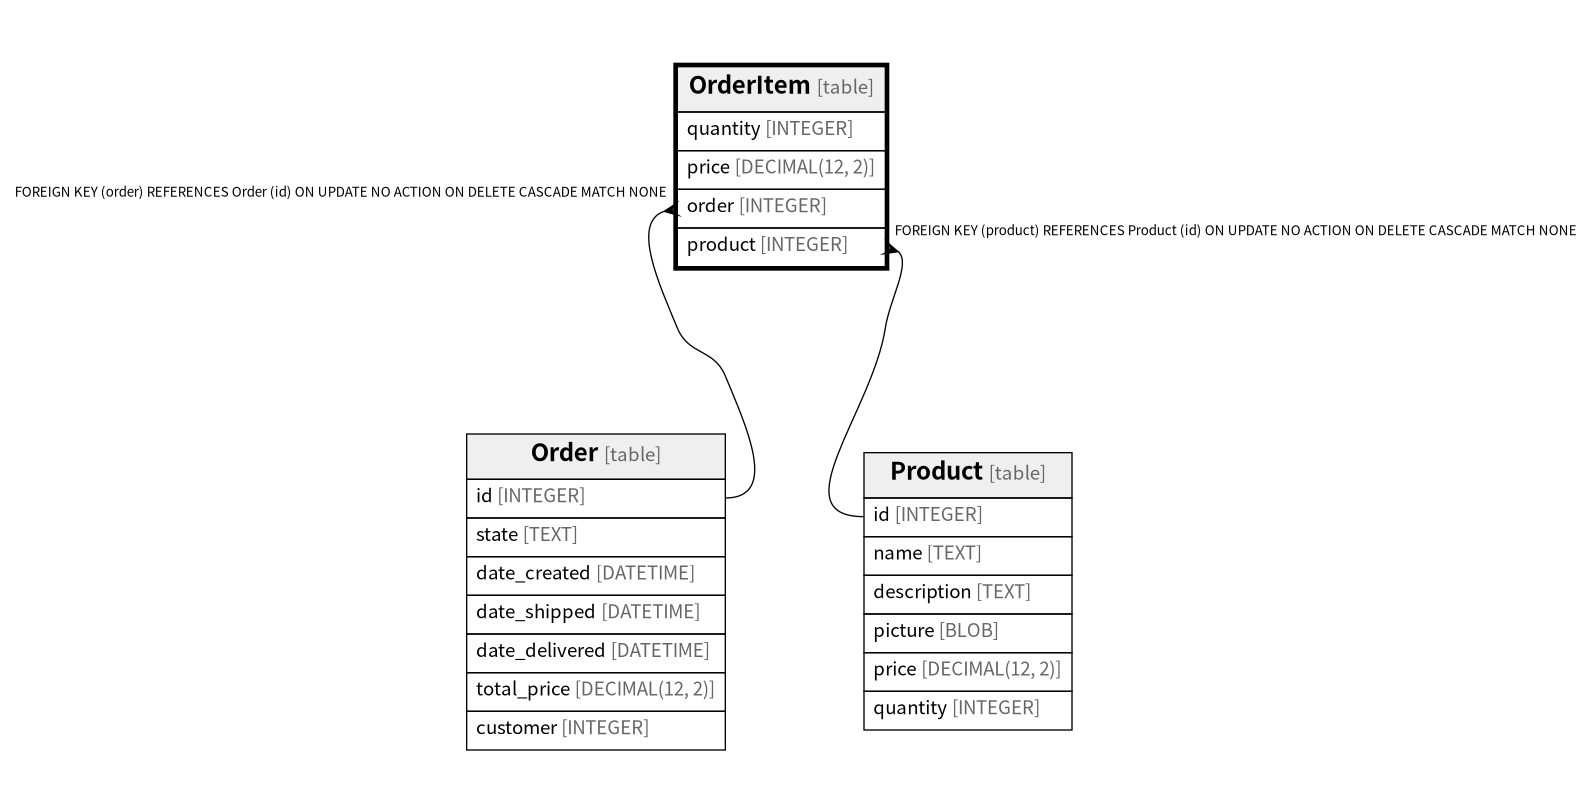 OrderItem [table]
quantity [INTEGER]
price [DECIMAL(12, 2)]
FOREIGN KEY (order) REFERENCES Order (id) ON UPDATE NO ACTION ON DELETE CASCADE MATCH NONE
order [INTEGER]
product [INTEGER]
FOREIGN KEY (product) REFERENCES Product (id) ON UPDATE NO ACTION ON DELETE CASCADE MATCH NONE
Order [table]
id [INTEGER]
state [TEXT]
date_created [DATETIME]
date_shipped [DATETIME]
date_delivered [DATETIME]
total_price [DECIMAL(12, 2)]
customer [INTEGER]
Product [table]
id [INTEGER]
name [TEXT]
description [TEXT]
picture [BLOB]
price [DECIMAL(12, 2)]
quantity [INTEGER]